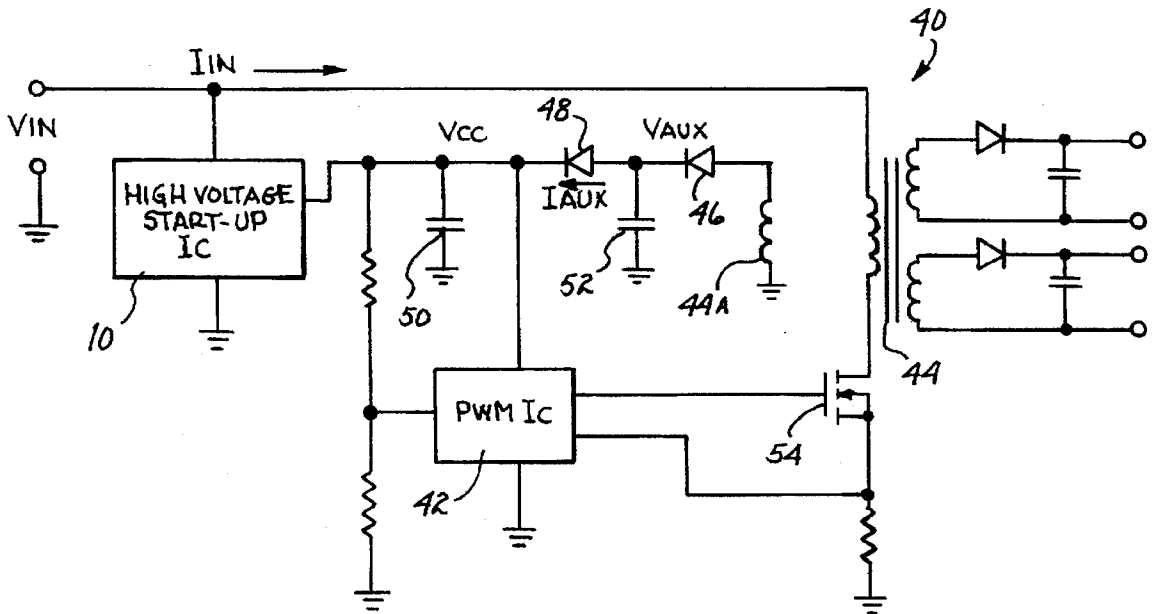 40
IIN
VIN
48
VCC
VAUX
HIGH VOLTAGE
START-UP
IC
IAUX
46
50
52
44A
10
44
PWM IC
54
42